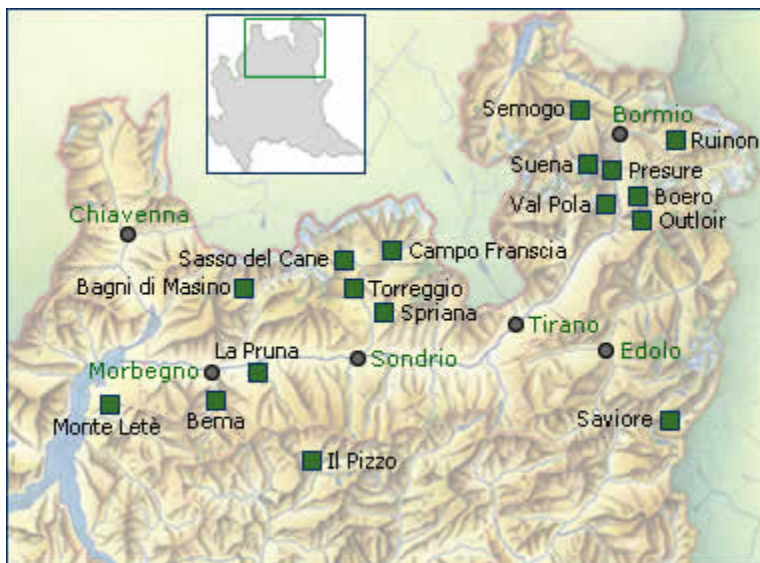 Semogo
Bormio
Ruinon
Suena
Presure
Val Pola
Boero
Outloir
Chiavenna
Sasso del Cane
Campo Franscia
Bagni di Masino
Torreggio
Spriana
Tirano
La Pruna
Sondrio
Edolo
Morbegno
Monte Letè
Bema
Saviore
Il Pizzo